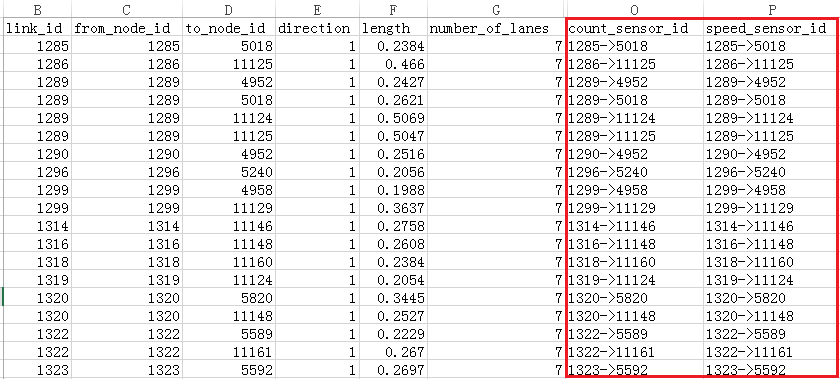 B C D E F G O P
link_id from_node_id to_node_id direction length number_of_lanes count_sensor_id speed_sensor_id
1285 1285 5018 1 0.2384 7 1285->5018 1285->5018
1286 1286 11125 1 0.466 7 1286->11125 1286->11125
1289 1289 4952 1 0.2427 7 1289->4952 1289->4952
1289 1289 5018 1 0.2621 7 1289->5018 1289->5018
1289 1289 11124 1 0.5069 7 1289->11124 1289->11124
1289 1289 11125 1 0.5047 7 1289->11125 1289->11125
1290 1290 4952 1 0.2516 7 1290->4952 1290->4952
1296 1296 5240 1 0.2056 7 1296->5240 1296->5240
1299 1299 4958 1 0.1988 7 1299->4958 1299->4958
1299 1299 11129 1 0.3637 7 1299->11129 1299->11129
1314 1314 11146 1 0.2758 7 1314->11146 1314->11146
1316 1316 11148 1 0.2608 7 1316->11148 1316->11148
1318 1318 11160 1 0.2384 7 1318->11160 1318->11160
1319 1319 11124 1 0.2054 7 1319->11124 1319->11124
1320 1320 5820 1 0.3445 7 1320->5820 1320->5820
1320 1320 11148 1 0.2527 7 1320->11148 1320->11148
1322 1322 5589 1 0.2229 7 1322->5589 1322->5589
1322 1322 11161 1 0.267 7 1322->11161 1322->11161
1323 1323 5592 1 0.2697 7 1323->5592 1323->5592